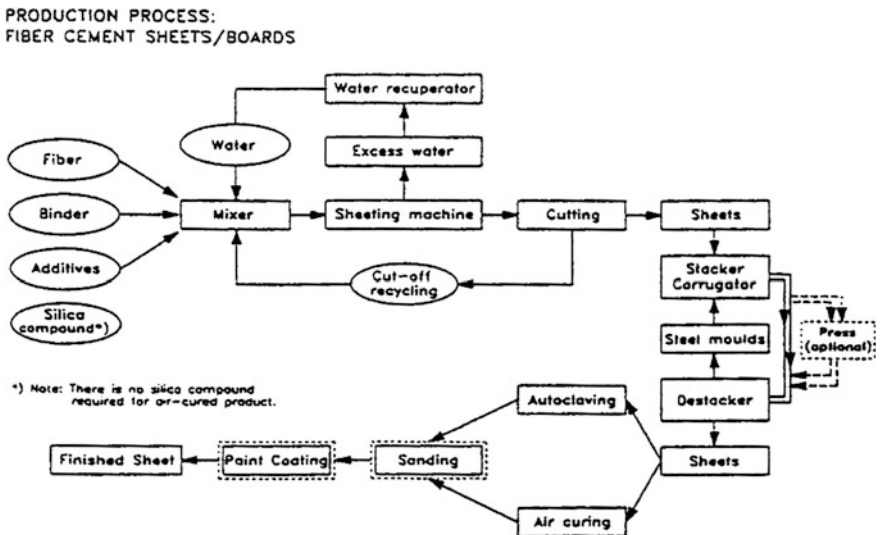 PRODUCTION PROCESS:
FIBER CEMENT SHEETS/BOARDS
Water recuperator
Water
Excess water
Fiber
Binder
Mixer
Sheeting machine
Cutting
Sheets
Additives
Cut-off
recycling
Stacker
Corrugator
Silica
compound*)
Steel moulds
Press
(optional)
*) Note: There is no silica compound
required for air-cured product.
Autoclaving
Destacker
Finished Sheet
Paint Coating
Sanding
Sheets
Air curing